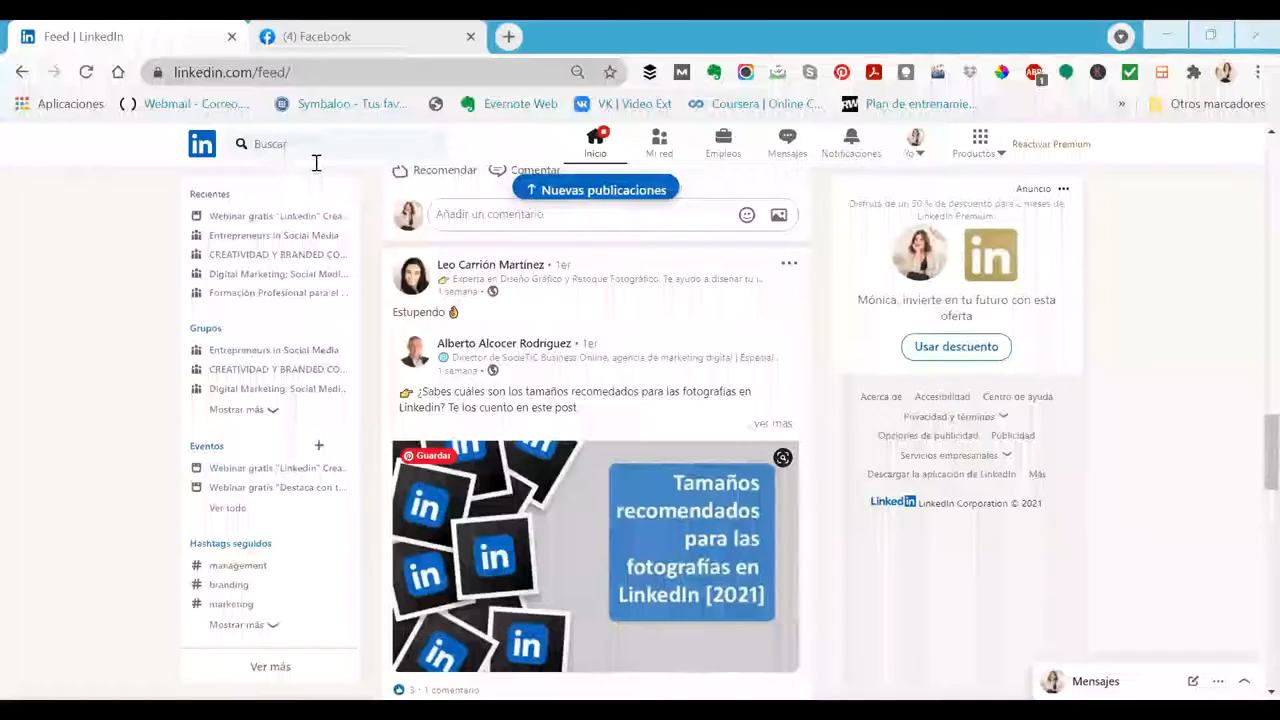 Feed | LinkedIn
(4) Facebook
linkedin.com/feed/
Aplicaciones
Webmail - Correo...
Symbaloo - Tus fav...
Evernote Web
VK | Video Ext
Coursera | Online C...
Plan de entrenamie...
»
Otros marcadores
in
Buscar
Inicio
Mi red
Empleos
Mensajes
Notificaciones
Yo
Productos
Reactivar Premium
Recientes
Webinar gratis "Linkedin" Crea...
Entrepreneurs in Social Media
CREATIVIDAD Y BRANDED CO...
Digital Marketing: Social Medi...
Formación Profesional para el ...
Grupos
Entrepreneurs in Social Media
CREATIVIDAD Y BRANDED CO...
Digital Marketing: Social Medi...
Mostrar más
Eventos
Webinar gratis "Linkedin" Crea...
Webinar gratis "Destaca con t...
Ver todo
Hashtags seguidos
# management
# branding
# marketing
Mostrar más
Ver más
Recomendar
Comentar
↑ Nuevas publicaciones
Añadir un comentario
Leo Carrión Martínez • 1er
Experta en Diseño Gráfico y Retoque Fotográfico. Te ayudo a diseñar tu i...
1 semana •
Estupendo 👌
Alberto Alcocer Rodríguez • 1er
Director de SocieTIC Business Online, agencia de marketing digital | Especial...
1 semana •
👉 ¿Sabes cuáles son los tamaños recomedados para las fotografías en
Linkedin? Te los cuento en este post.
...ver más
Guardar
in
in
in
in
in
in
Tamaños
recomendados
para las
fotografías en
LinkedIn [2021]
3 · 1 comentario
Anuncio •••
Disfruta de un 50 % de descuento para 2 meses de
LinkedIn Premium.
in
Mónica, invierte en tu futuro con esta
oferta
Usar descuento
Acerca de
Accesibilidad
Centro de ayuda
Privacidad y términos
Opciones de publicidad
Publicidad
Servicios empresariales
Descargar la aplicación de LinkedIn
Más
LinkedIn LinkedIn Corporation © 2021
Mensajes